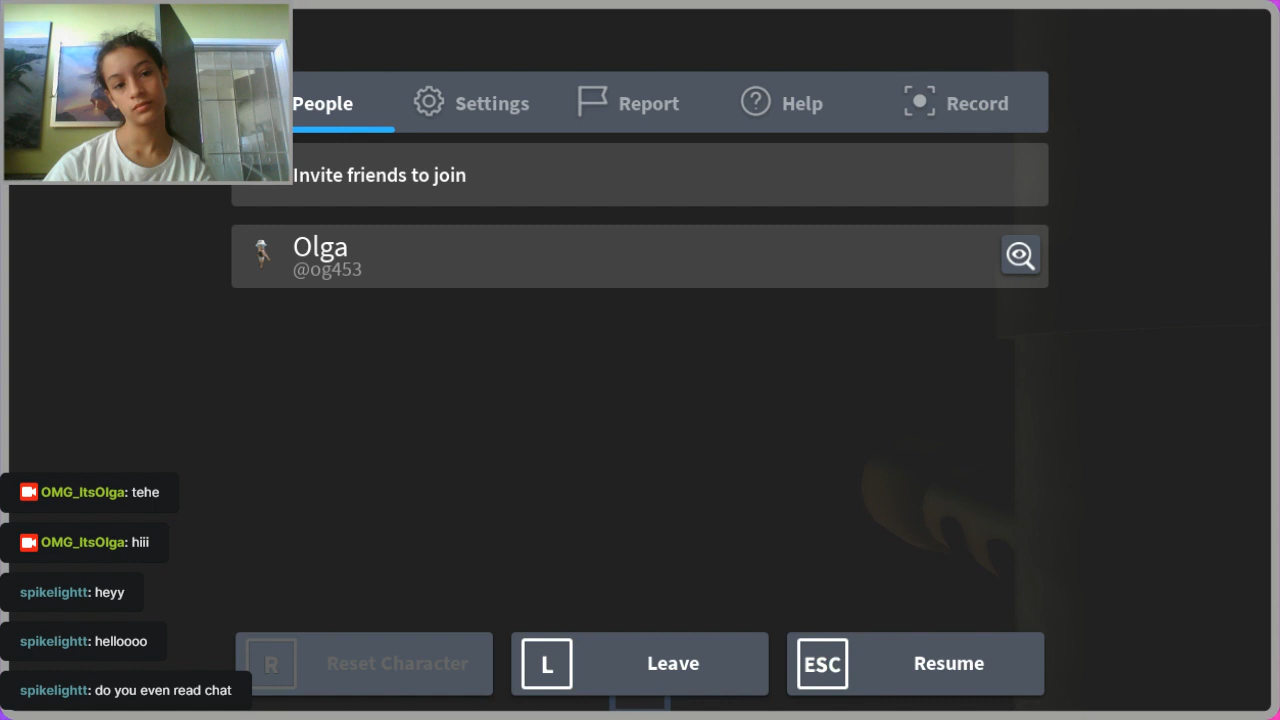 People
Settings
Report
Help
Record
Invite friends to join
Olga
@og453
OMG_ItsOlga: tehe
OMG_ItsOlga: hiii
spikelightt: heyy
spikelightt: helloooo
spikelightt: do you even read chat
R Reset Character
L Leave
ESC Resume